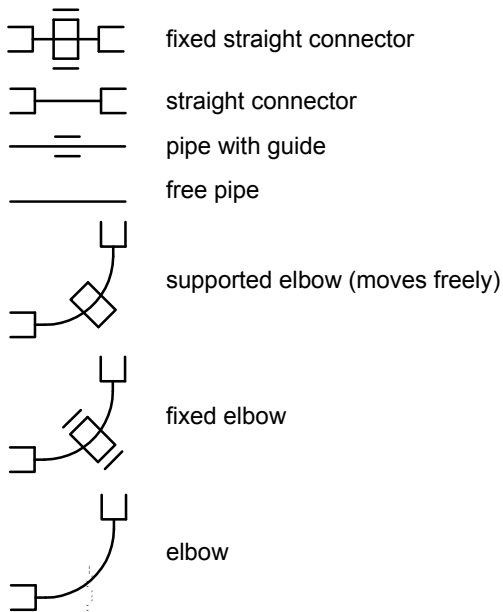 fixed straight connector
straight connector
pipe with guide
free pipe
supported elbow (moves freely)
fixed elbow
elbow